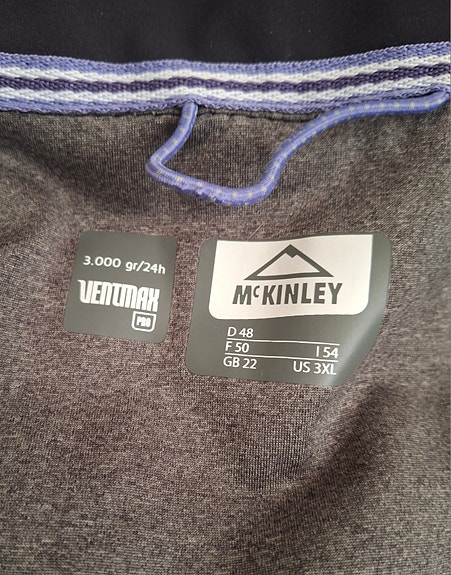 3.000 gr/24h
VENTMAX
PRO
McKINLEY
D 48
F 50 I 54
GB 22 US 3XL